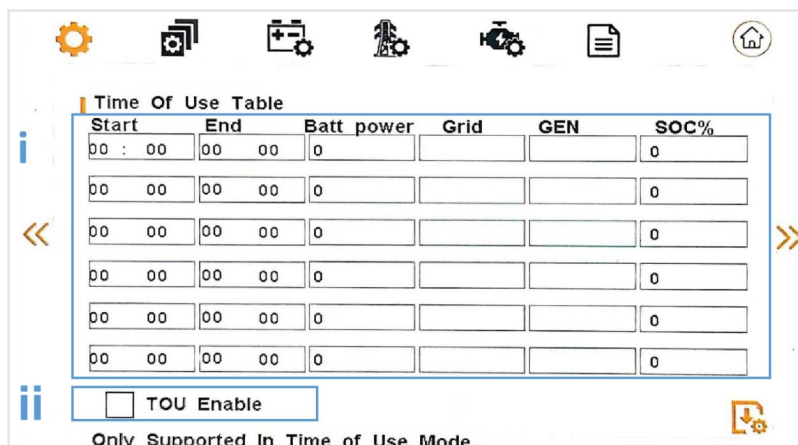 Time Of Use Table
Start End Batt power Grid GEN SOC%
i
00 : 00 00 00 0 0
00 00 00 00 0 0
«
00 00 00 00 0 0
»
00 00 00 00 0 0
00 00 00 00 0 0
00 00 00 00 0 0
ii
TOU Enable
Only Supported In Time of Use Mode